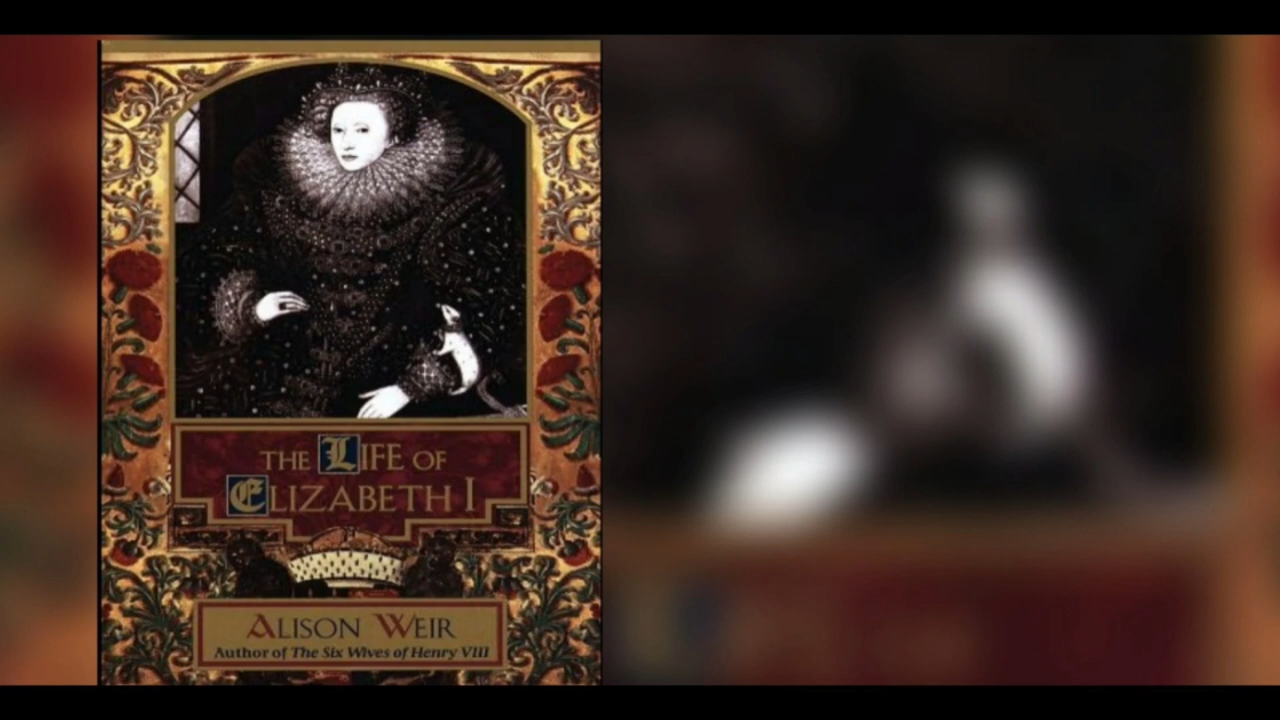 THE LIFE OF
ELIZABETH I
ALISON WEIR
Author of The Six Wives of Henry VIII